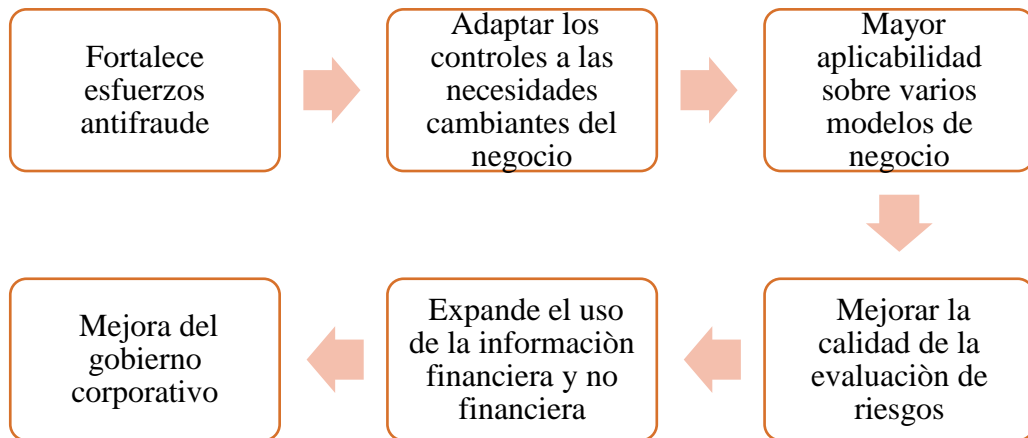 Fortalece
esfuerzos
antifraude
Adaptar los
controles a las
necesidades
cambiantes del
negocio
Mayor
aplicabilidad
sobre varios
modelos de
negocio
Mejorar la
calidad de la
evaluaciòn de
riesgos
Expande el uso
de la informaciòn
financiera y no
financiera
Mejora del
gobierno
corporativo